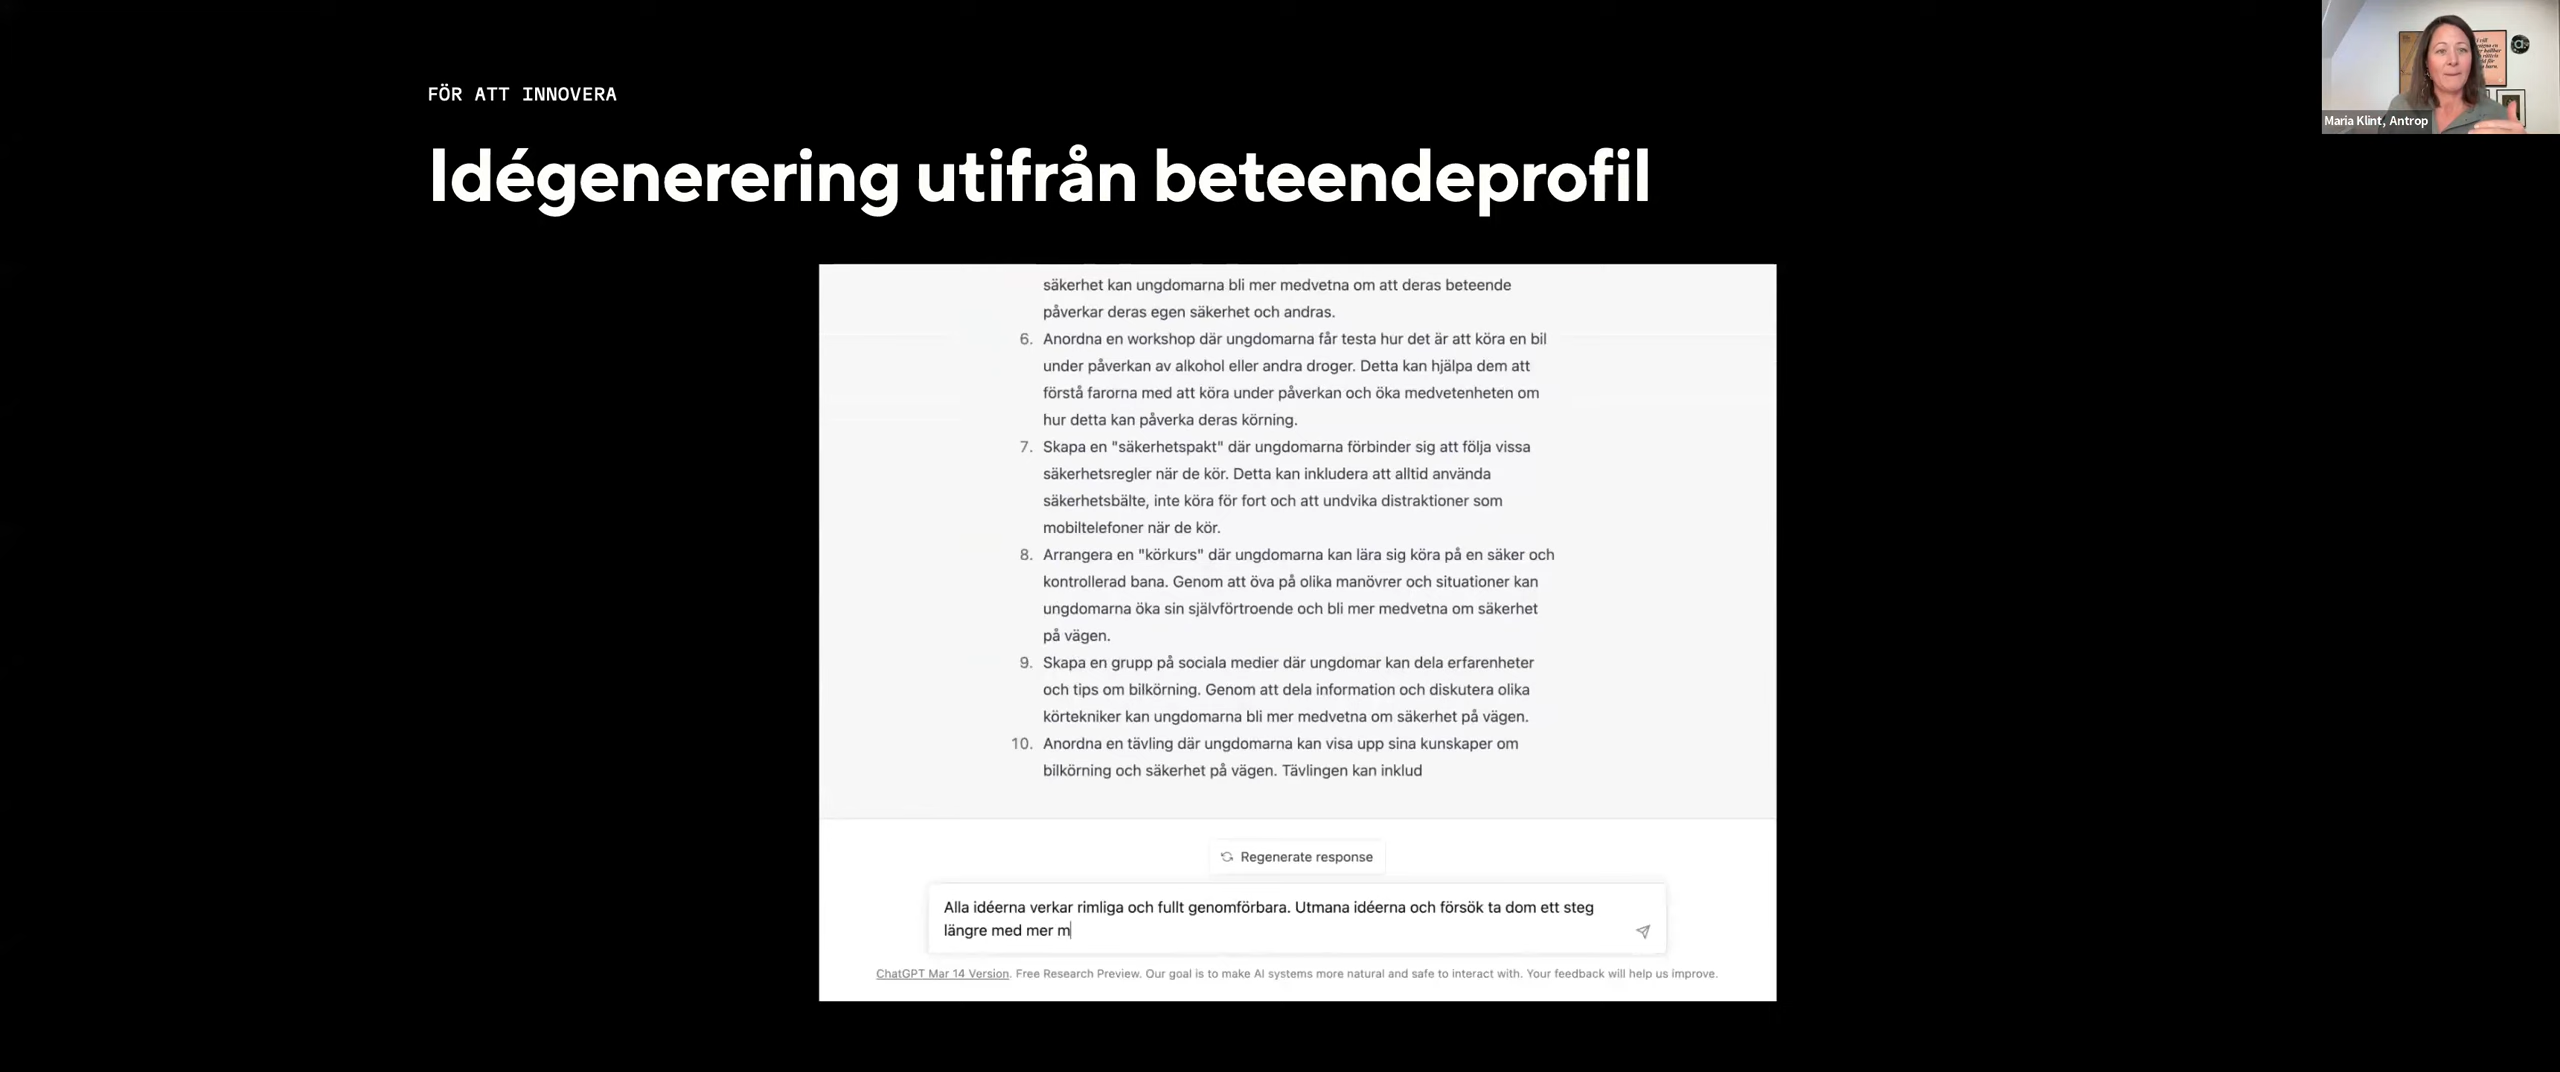 FÖR ATT INNOVERA
Idégenerering utifrån beteendeprofil
Maria Klint, Antrop
säkerhet kan ungdomarna bli mer medvetna om att deras beteende
påverkar deras egen säkerhet och andras.
6. Anordna en workshop där ungdomarna får testa hur det är att köra en bil
under påverkan av alkohol eller andra droger. Detta kan hjälpa dem att
förstå farorna med att köra under påverkan och öka medvetenheten om
hur detta kan påverka deras körning.
7. Skapa en "säkerhetspakt" där ungdomarna förbinder sig att följa vissa
säkerhetsregler när de kör. Detta kan inkludera att alltid använda
säkerhetsbälte, inte köra för fort och att undvika distraktioner som
mobiltelefoner när de kör.
8. Arrangera en "körkurs" där ungdomarna kan lära sig köra på en säker och
kontrollerad bana. Genom att öva på olika manövrer och situationer kan
ungdomarna öka sin självförtroende och bli mer medvetna om säkerhet
på vägen.
9. Skapa en grupp på sociala medier där ungdomar kan dela erfarenheter
och tips om bilkörning. Genom att dela information och diskutera olika
körtekniker kan ungdomarna bli mer medvetna om säkerhet på vägen.
10. Anordna en tävling där ungdomarna kan visa upp sina kunskaper om
bilkörning och säkerhet på vägen. Tävlingen kan inklud
Regenerate response
Alla idéerna verkar rimliga och fullt genomförbara. Utmana idéerna och försök ta dom ett steg
längre med mer m
ChatGPT Mar 14 Version. Free Research Preview. Our goal is to make AI systems more natural and safe to interact with. Your feedback will help us improve.